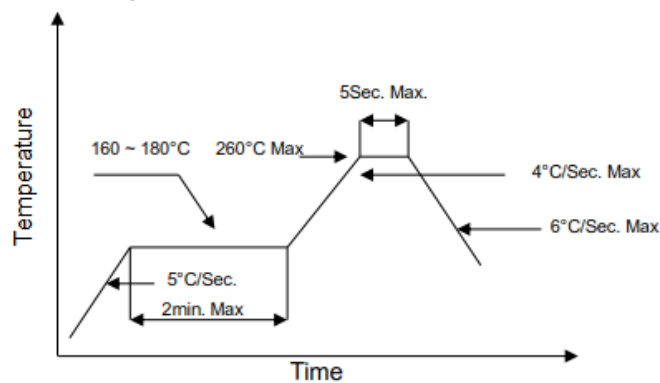 5Sec. Max.
160 ~ 180°C
260°C Max
4°C/Sec. Max
6°C/Sec. Max
5°C/Sec.
2min. Max
Temperature
Time